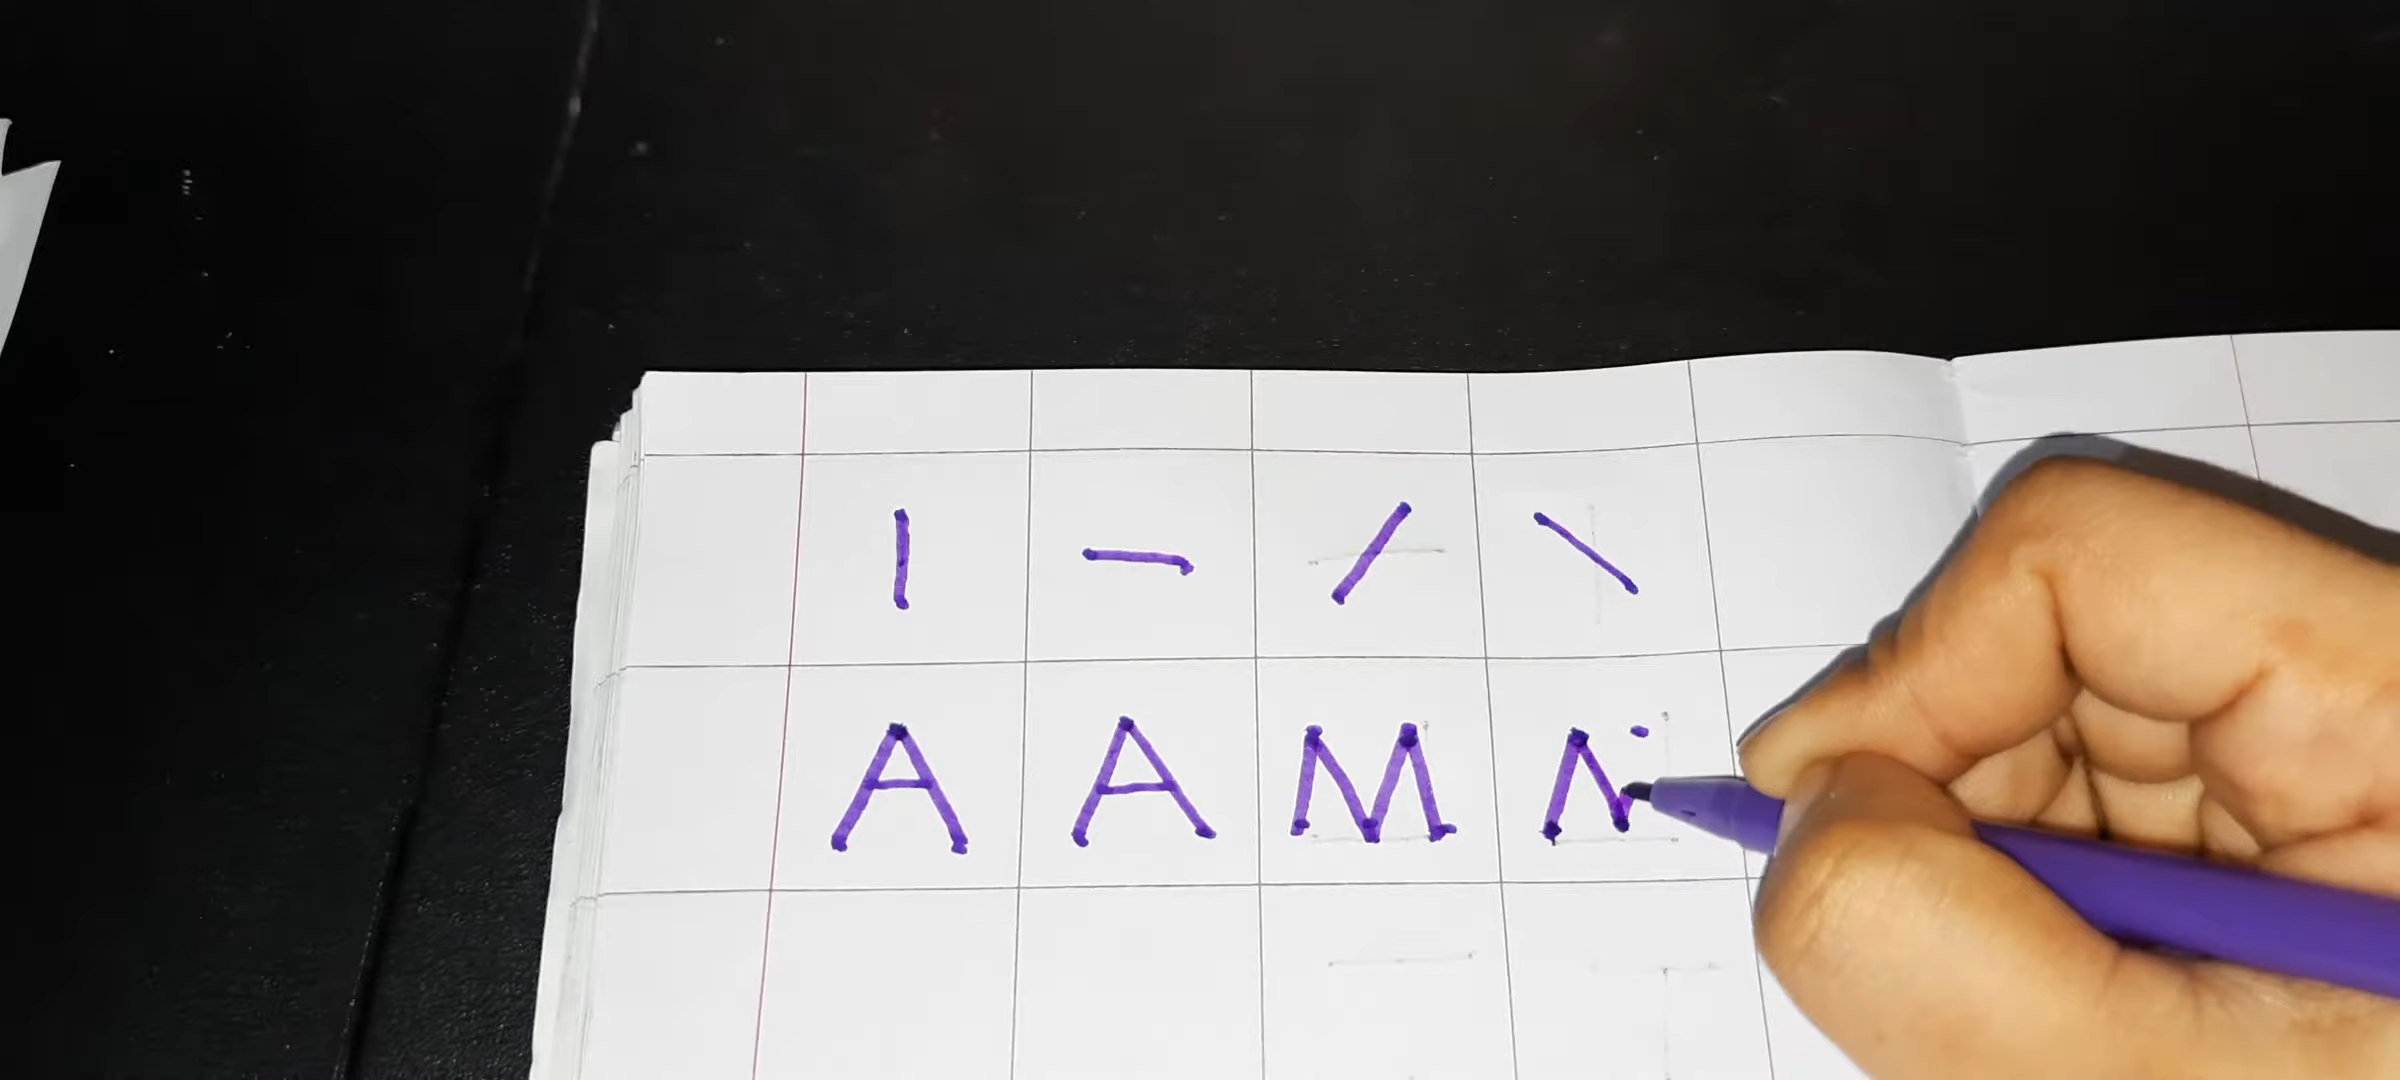 | — / \
A A M